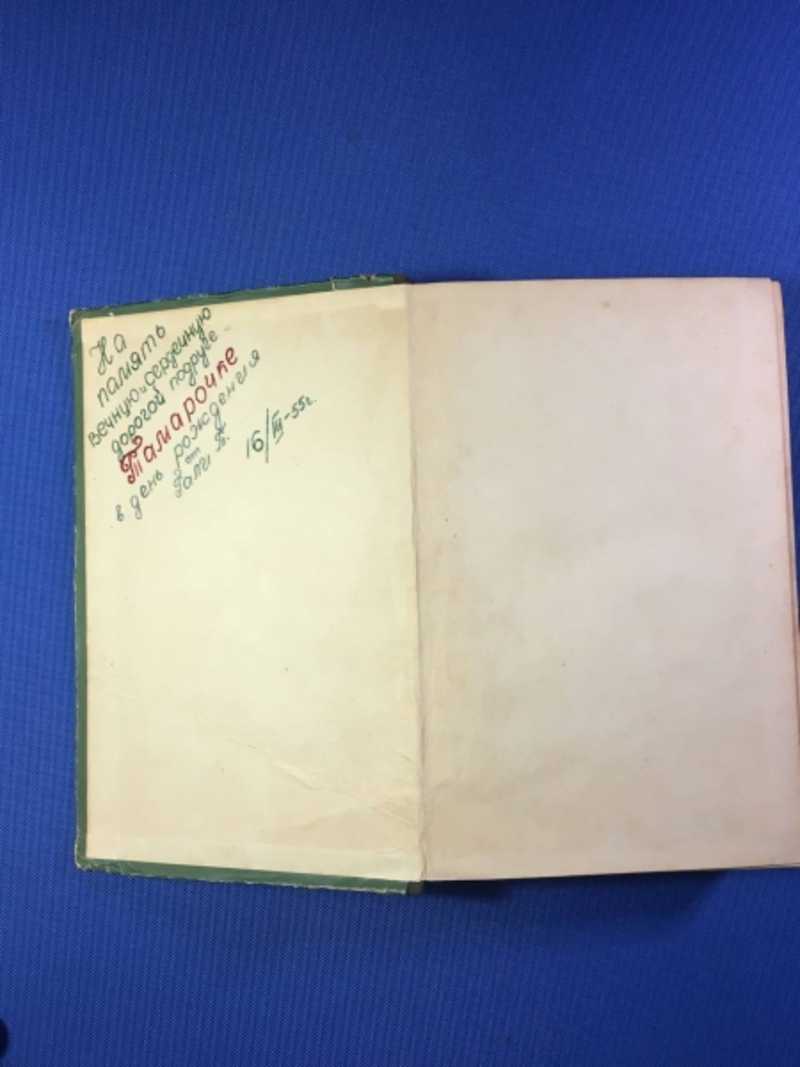 На
память
вечную и сердечную
дорогой подруге -
Тамарочке
в день рождения
от
Гали П.
16/III-55г.